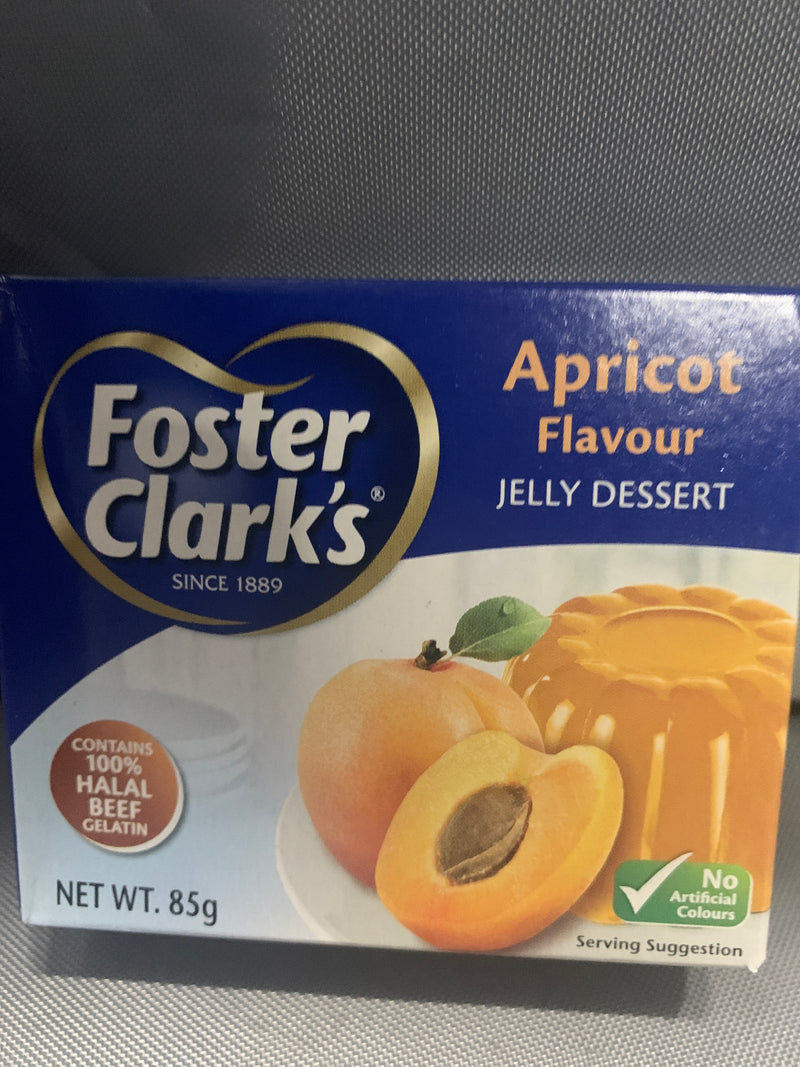 Foster
Clark's®
SINCE 1889
Apricot
Flavour
JELLY DESSERT
CONTAINS
100%
HALAL
BEEF
GELATIN
NET WT. 85g
No
Artificial
Colours
Serving Suggestion